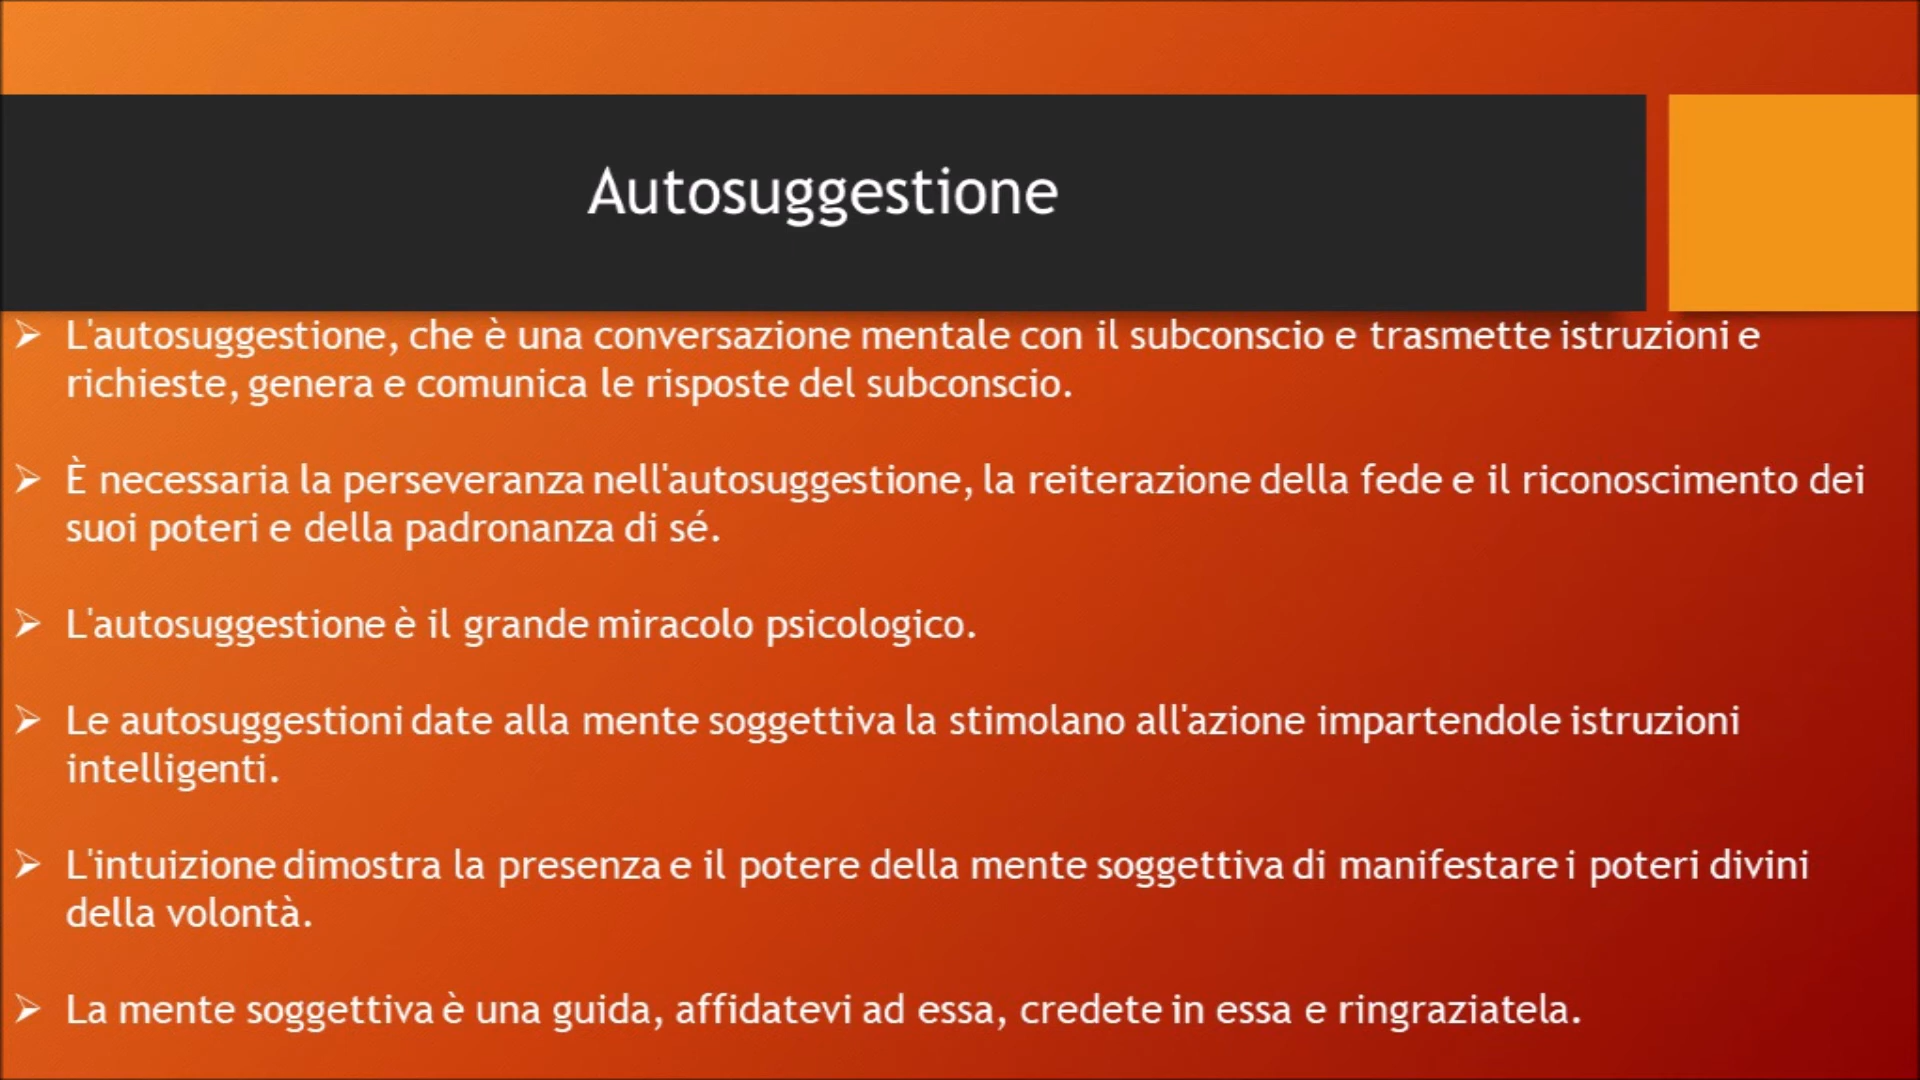 Autosuggestione
➢ L'autosuggestione, che è una conversazione mentale con il subconscio e trasmette istruzioni e
richieste, genera e comunica le risposte del subconscio.
➢ È necessaria la perseveranza nell'autosuggestione, la reiterazione della fede e il riconoscimento dei
suoi poteri e della padronanza di sé.
➢ L'autosuggestione è il grande miracolo psicologico.
➢ Le autosuggestioni date alla mente soggettiva la stimolano all'azione impartendole istruzioni
intelligenti.
➢ L'intuizione dimostra la presenza e il potere della mente soggettiva di manifestare i poteri divini
della volontà.
➢ La mente soggettiva è una guida, affidatevi ad essa, credete in essa e ringraziatela.